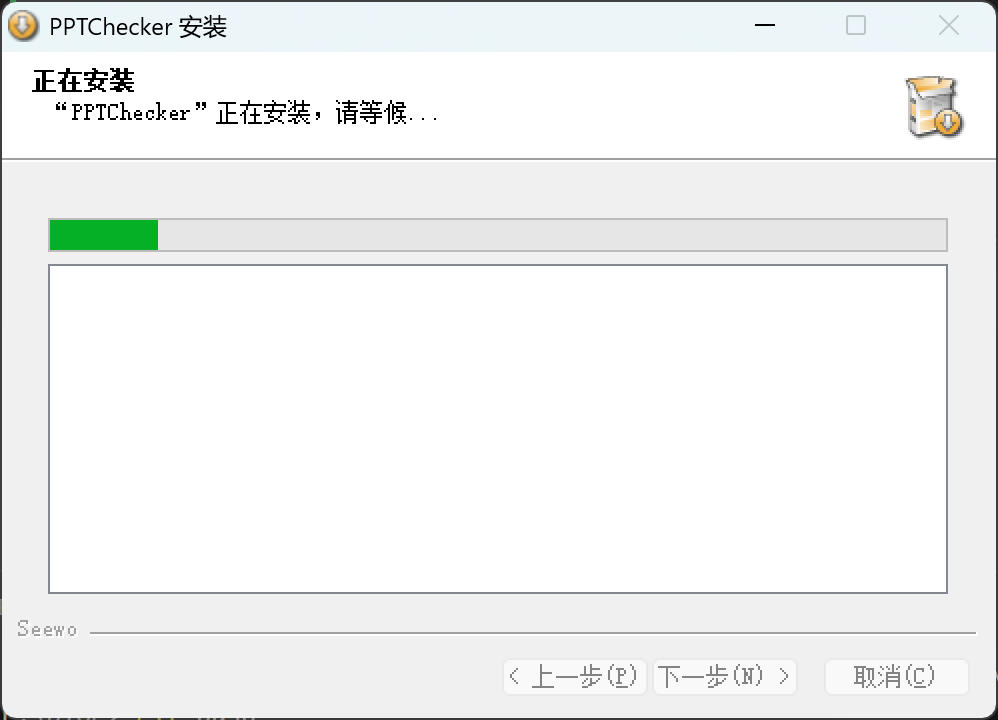 PPTChecker 安装
正在安装
“PPTChecker”正在安装，请等候...
Seewo
< 上一步(P)
下一步(N) >
取消(C)